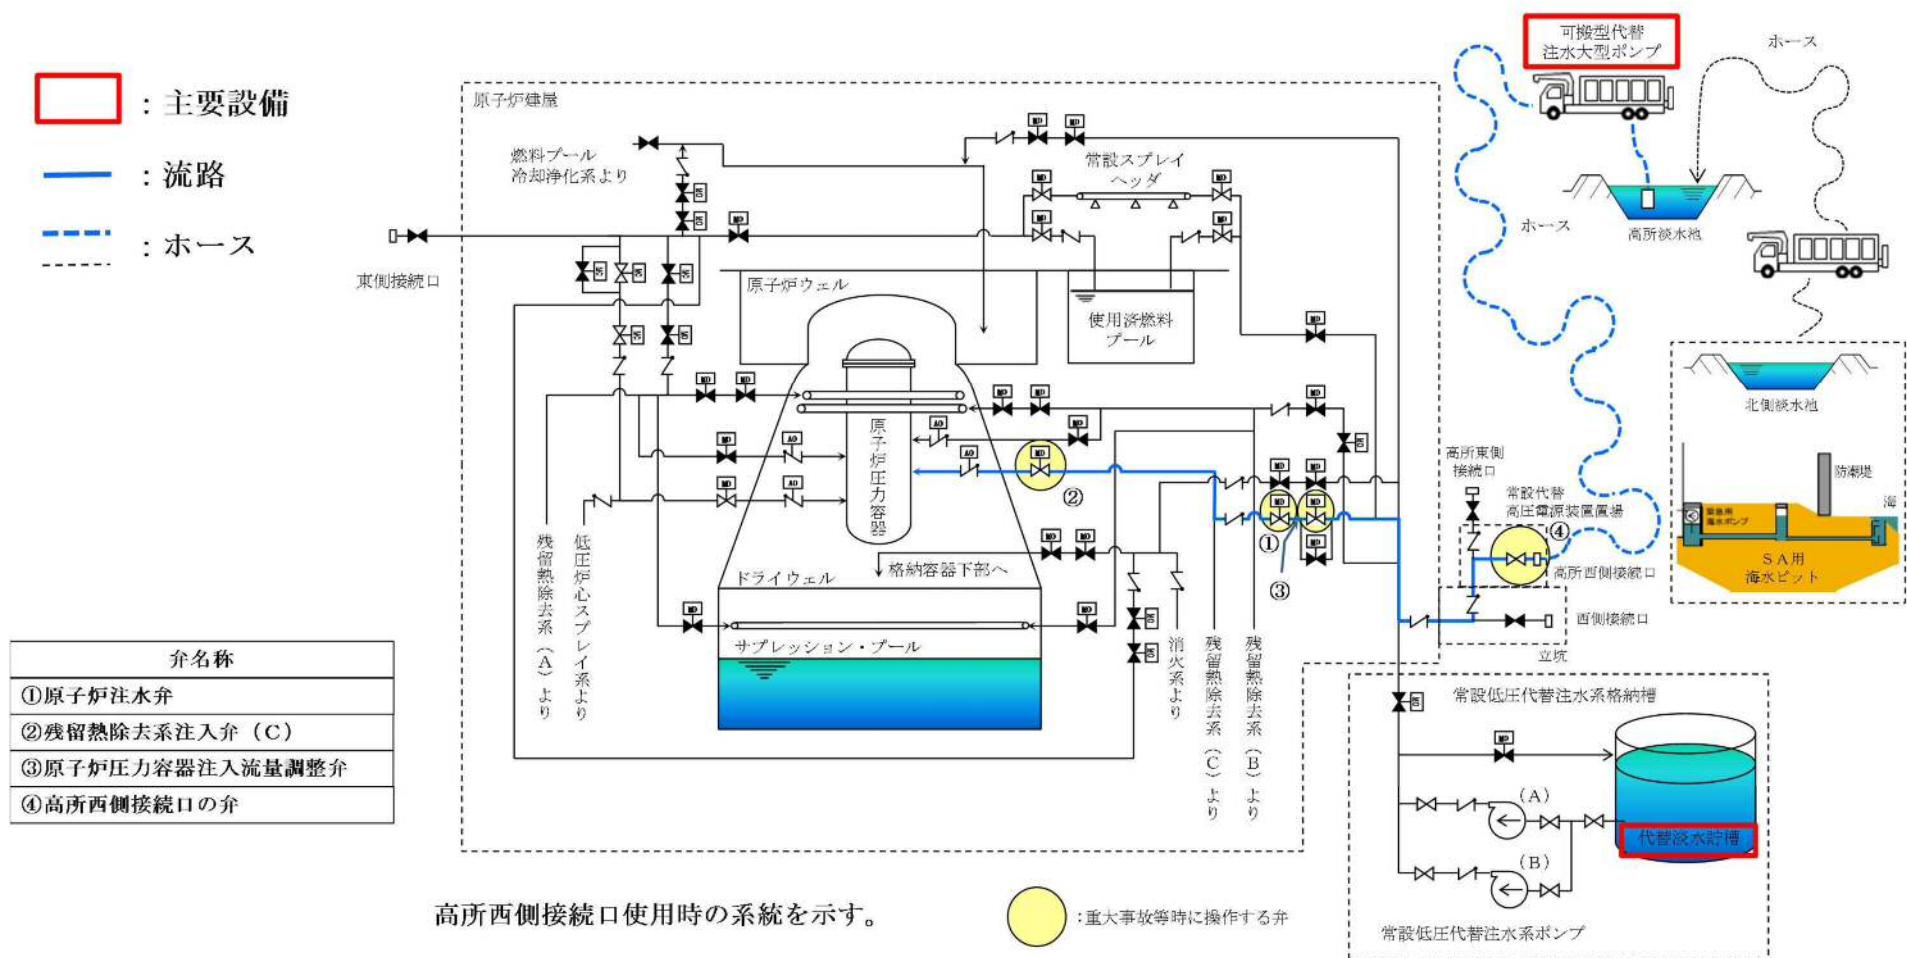 ：主要設備
：流路
：ホース
原子炉建屋
燃料プール
冷却浄化系より
東側接続口
常設スプレイ
ヘッダ
原子炉ウェル
使用済燃料
プール
原子炉圧力容器
ドライウェル
格納容器下部へ
サプレッション・プール
残留熱除去系（A）より
低圧炉心スプレイ系より
消火系より
残留熱除去系（C）より
残留熱除去系（B）より
①
②
③
④
可搬型代替
注水大型ポンプ
ホース
ホース
高所淡水池
北側淡水池
防潮堤
海
緊急用
海水ポンプ
SA用
海水ピット
高所東側
接続口
常設代替
高圧電源装置置場
高所西側接続口
西側接続口
立坑
常設低圧代替注水系格納槽
(A)
(B)
代替淡水貯槽
常設低圧代替注水系ポンプ
弁名称
①原子炉注水弁
②残留熱除去系注入弁（C）
③原子炉圧力容器注入流量調整弁
④高所西側接続口の弁
高所西側接続口使用時の系統を示す。
：重大事故等時に操作する弁